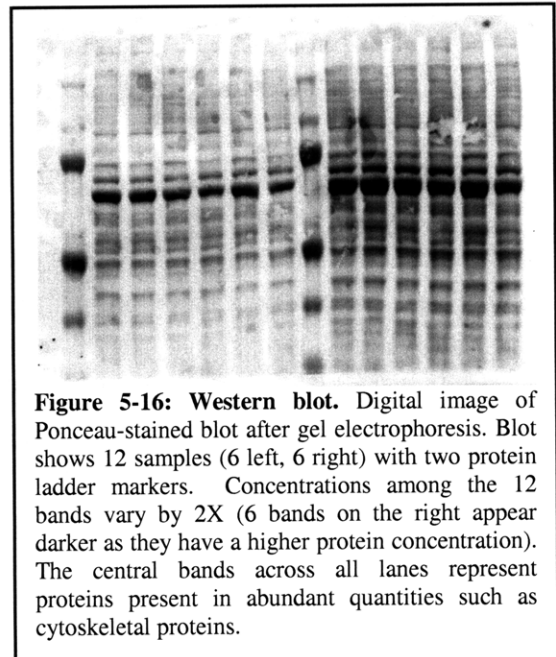 Figure 5-16: Western blot. Digital image of
Ponceau-stained blot after gel electrophoresis. Blot
shows 12 samples (6 left, 6 right) with two protein
ladder markers. Concentrations among the 12
bands vary by 2X (6 bands on the right appear
darker as they have a higher protein concentration).
The central bands across all lanes represent
proteins present in abundant quantities such as
cytoskeletal proteins.